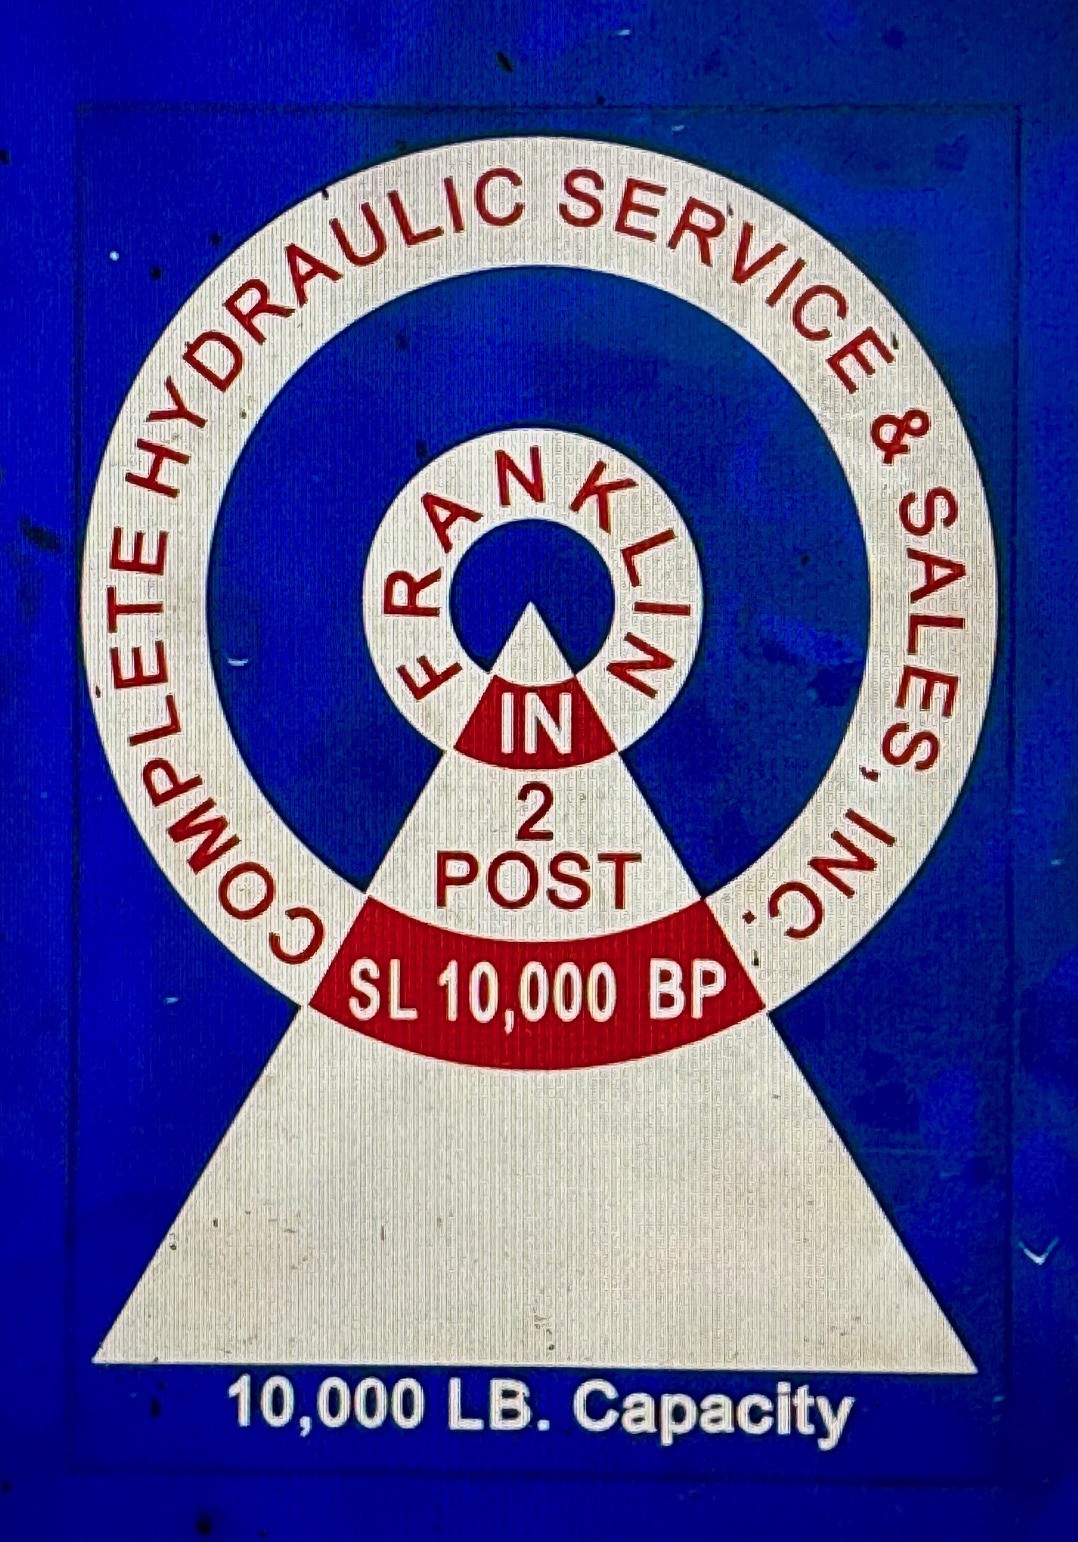 COMPLETE HYDRAULIC SERVICE & SALES, INC.
FRANKLIN
IN
2
POST
SL 10,000 BP
10,000 LB. Capacity